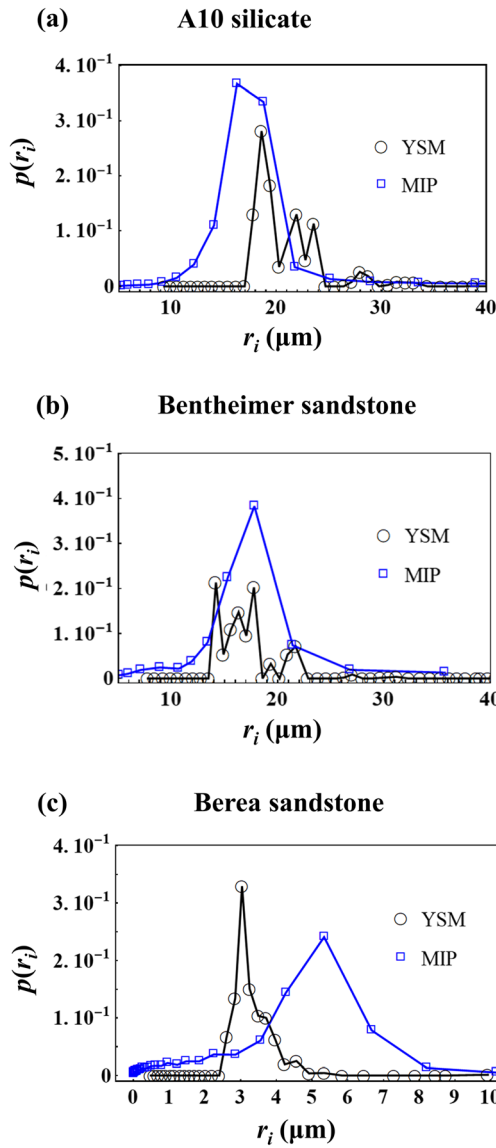 (a) A10 silicate
4. 10⁻¹
3. 10⁻¹
2. 10⁻¹
1. 10⁻¹
0
p(rᵢ)
YSM
MIP
10 20 30 40
rᵢ (μm)
(b) Bentheimer sandstone
5. 10⁻¹
4. 10⁻¹
3. 10⁻¹
2. 10⁻¹
1. 10⁻¹
0
p(rᵢ)
YSM
MIP
10 20 30 40
rᵢ (μm)
(c) Berea sandstone
4. 10⁻¹
3. 10⁻¹
2. 10⁻¹
1. 10⁻¹
0
p(rᵢ)
YSM
MIP
0 1 2 3 4 5 6 7 8 9 10
rᵢ (μm)